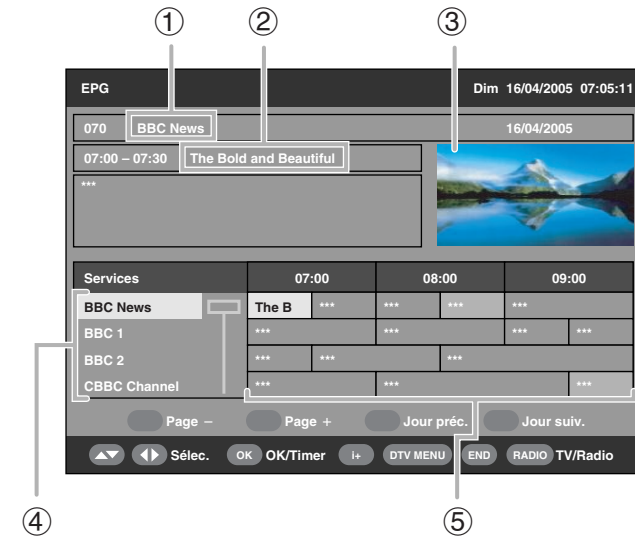 ① ② ③
EPG Dim 16/04/2005 07:05:11
070 BBC News 16/04/2005
07:00 – 07:30 The Bold and Beautiful
***
Services 07:00 08:00 09:00
BBC News The B *** *** *** ***
BBC 1 *** *** *** ***
BBC 2 *** *** ***
CBBC Channel *** *** ***
Page – Page + Jour préc. Jour suiv.
Sélec. OK OK/Timer i+ DTV MENU END RADIO TV/Radio
④ ⑤